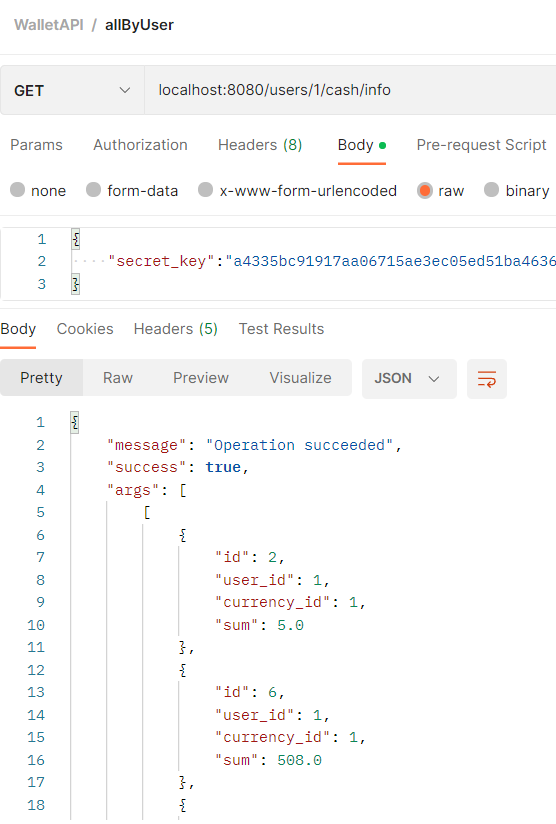 WalletAPI / allByUser
GET localhost:8080/users/1/cash/info
Params Authorization Headers (8) Body Pre-request Script
none form-data x-www-form-urlencoded raw binary
1 {
2 ····"secret_key":"a4335bc91917aa06715ae3ec05ed51ba4636
3 }
Body Cookies Headers (5) Test Results
Pretty Raw Preview Visualize JSON
1 {
2 "message": "Operation succeeded",
3 "success": true,
4 "args": [
5 [
6 {
7 "id": 2,
8 "user_id": 1,
9 "currency_id": 1,
10 "sum": 5.0
11 },
12 {
13 "id": 6,
14 "user_id": 1,
15 "currency_id": 1,
16 "sum": 508.0
17 },
18 {